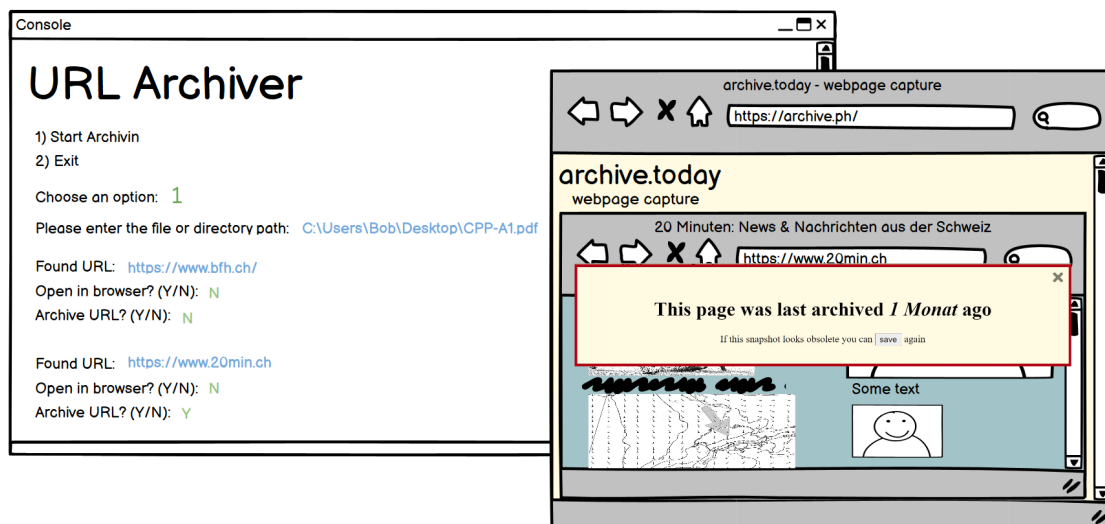 Console
URL Archiver
1) Start Archivin
2) Exit
Choose an option: 1
Please enter the file or directory path: C:\Users\Bob\Desktop\CPP-A1.pdf
Found URL: https://www.bfh.ch/
Open in browser? (Y/N): N
Archive URL? (Y/N): N
Found URL: https://www.20min.ch
Open in browser? (Y/N): N
Archive URL? (Y/N): Y
archive.today - webpage capture
https://archive.ph/
archive.today
webpage capture
20 Minuten: News & Nachrichten aus der Schweiz
https://www.20min.ch
This page was last archived 1 Monat ago
If this snapshot looks obsolete you can save again
Some text